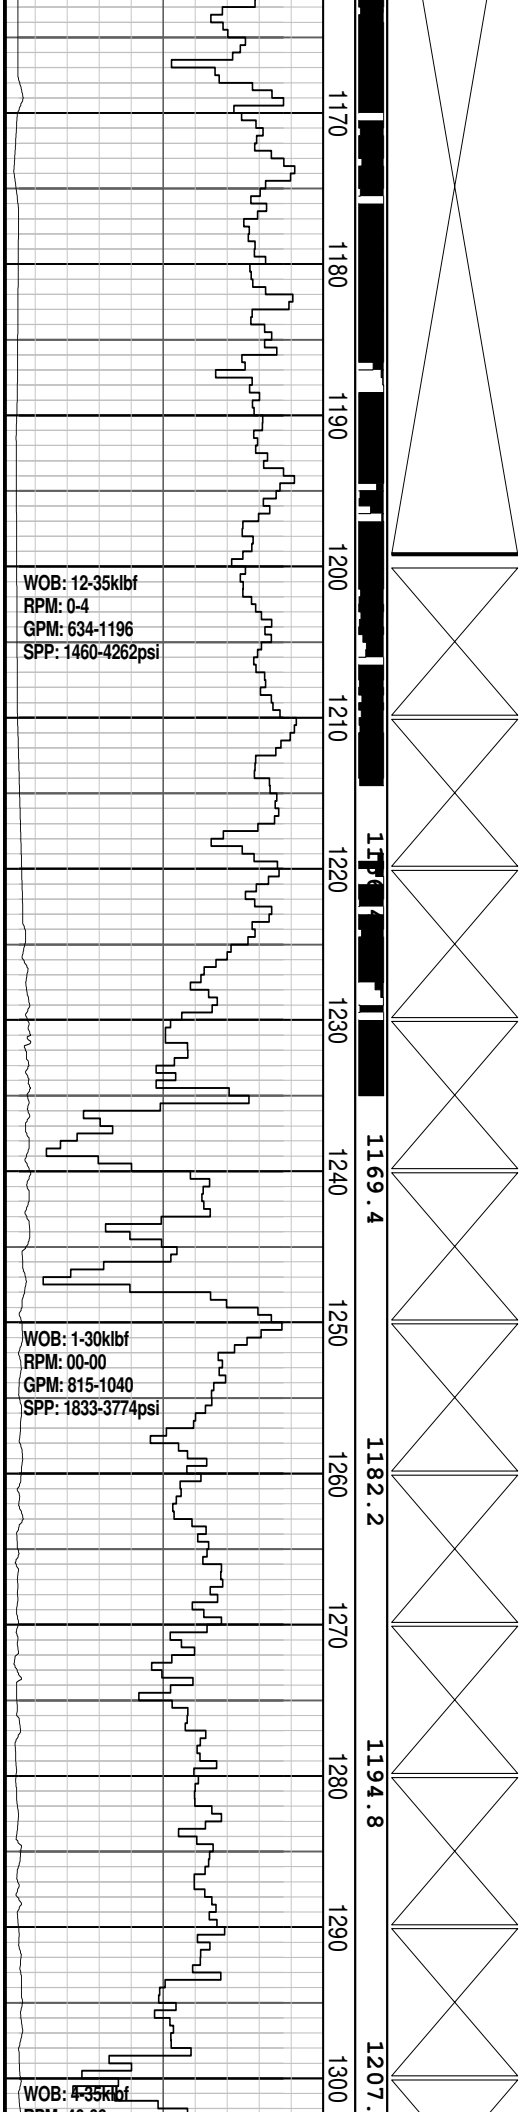 1170
1180
1190
1200
WOB: 12-35klbf
RPM: 0-4
GPM: 634-1196
SPP: 1460-4262psi
1210
1220
1230
1169.4
1240
1250
WOB: 1-30klbf
RPM: 00-00
GPM: 815-1040
SPP: 1833-3774psi
1182.2
1260
1270
1194.8
1280
1290
1207.
1300
WOB: 4-35klbf